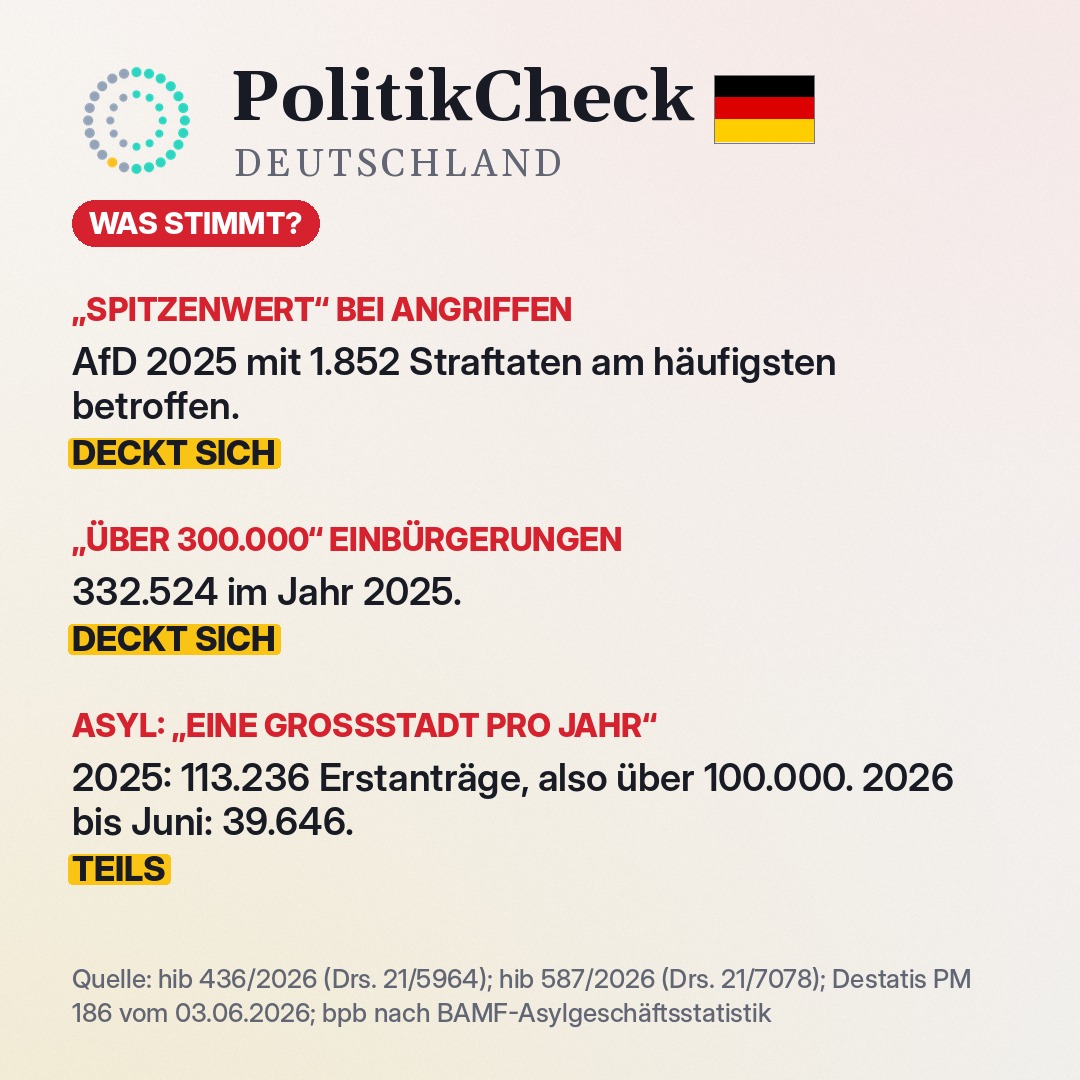 PolitikCheck
DEUTSCHLAND
WAS STIMMT?
„SPITZENWERT“ BEI ANGRIFFEN
AfD 2025 mit 1.852 Straftaten am häufigsten
betroffen.
DECKT SICH
„ÜBER 300.000“ EINBÜRGERUNGEN
332.524 im Jahr 2025.
DECKT SICH
ASYL: „EINE GROSSSTADT PRO JAHR“
2025: 113.236 Erstanträge, also über 100.000. 2026
bis Juni: 39.646.
TEILS
Quelle: hib 436/2026 (Drs. 21/5964); hib 587/2026 (Drs. 21/7078); Destatis PM
186 vom 03.06.2026; bpb nach BAMF-Asylgeschäftsstatistik